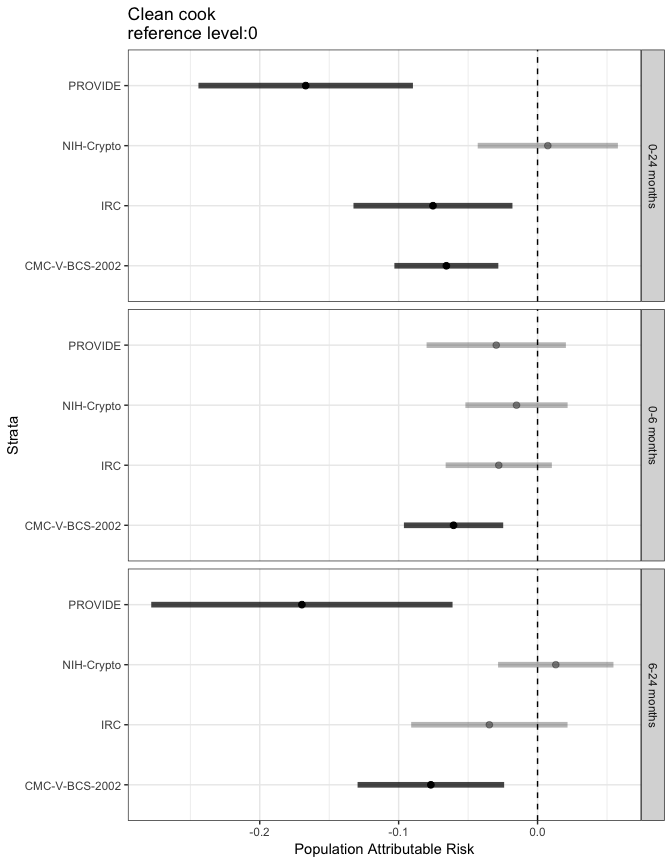 Clean cook
reference level:0
PROVIDE
NIH-Crypto
IRC
CMC-V-BCS-2002
0-24 months
PROVIDE
NIH-Crypto
IRC
CMC-V-BCS-2002
0-6 months
PROVIDE
NIH-Crypto
IRC
CMC-V-BCS-2002
6-24 months
Strata
-0.2
-0.1
0.0
Population Attributable Risk